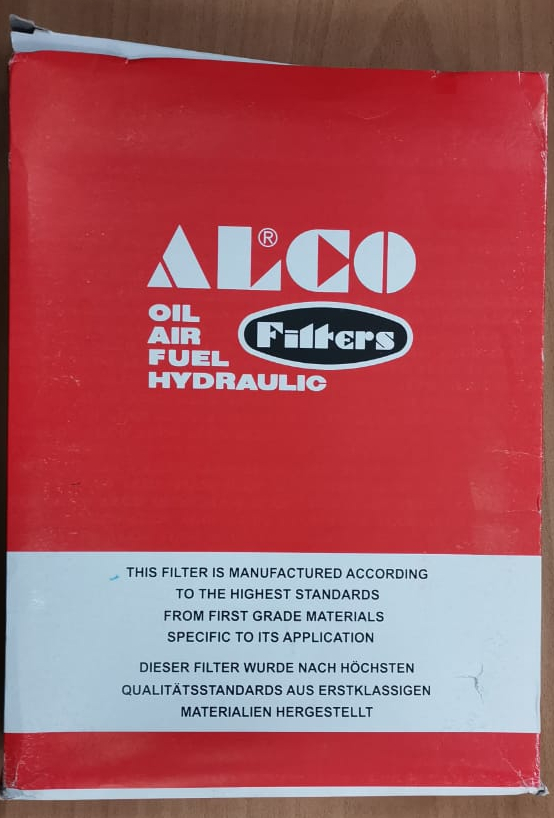 ALCO®
OIL
AIR
FUEL
HYDRAULIC
Filters
THIS FILTER IS MANUFACTURED ACCORDING
TO THE HIGHEST STANDARDS
FROM FIRST GRADE MATERIALS
SPECIFIC TO ITS APPLICATION
DIESER FILTER WURDE NACH HÖCHSTEN
QUALITÄTSSTANDARDS AUS ERSTKLASSIGEN
MATERIALIEN HERGESTELLT